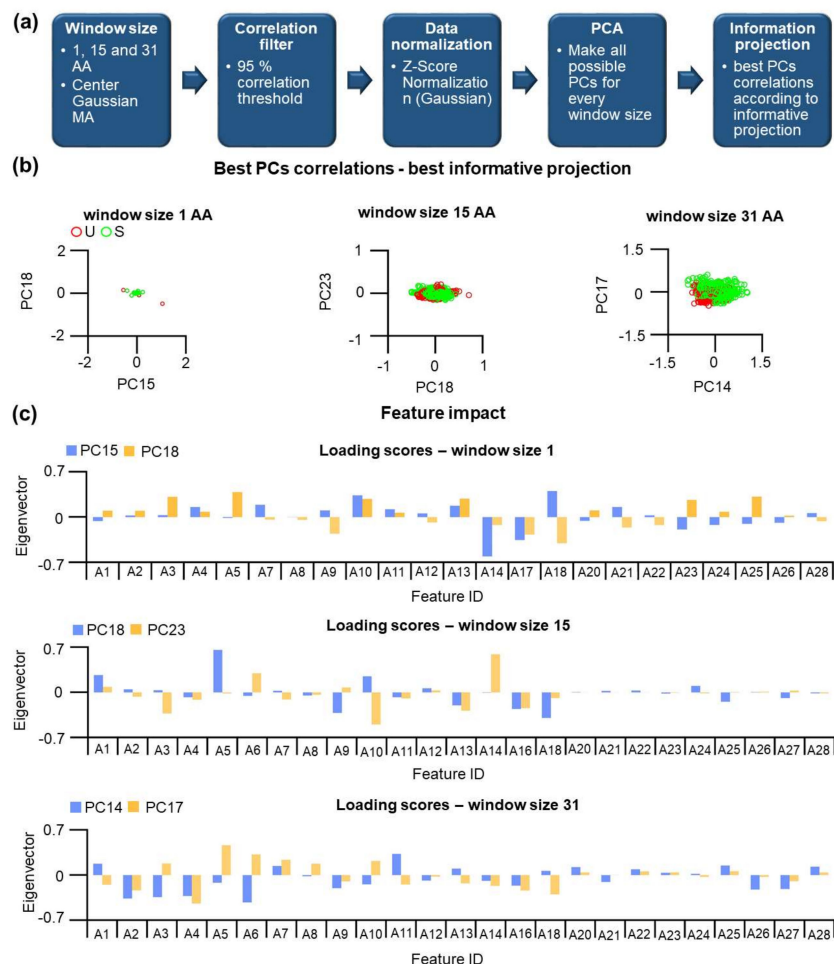 (a)
Window size
• 1, 15 and 31
AA
• Center
Gaussian
MA
Correlation
filter
• 95 %
correlation
threshold
Data
normalization
• Z-Score
Normalizatio
n (Gaussian)
PCA
• Make all
possible
PCs for
every
window size
Information
projection
• best PCs
correlations
according to
informative
projection
(b)
Best PCs correlations - best informative projection
window size 1 AA
U S
2
0
-2
PC18
-2 0 2
PC15
window size 15 AA
1
0
-1
PC23
-1 0 1
PC18
window size 31 AA
1.5
0
-1.5
PC17
-1.5 0 1.5
PC14
(c)
Feature impact
PC15 PC18
Loading scores – window size 1
0.7
0
-0.7
Eigenvector
A1 A2 A3 A4 A5 A7 A8 A9 A10 A11 A12 A13 A14 A17 A18 A20 A21 A22 A23 A24 A25 A26 A28
Feature ID
PC18 PC23
Loading scores – window size 15
0.7
0
-0.7
Eigenvector
A1 A2 A3 A4 A5 A6 A7 A8 A9 A10 A11 A12 A13 A14 A16 A18 A20 A21 A22 A23 A24 A25 A26 A27 A28
Feature ID
PC14 PC17
Loading scores – window size 31
0.7
0
-0.7
Eigenvector
A1 A2 A3 A4 A5 A6 A7 A8 A9 A10 A11 A12 A13 A14 A16 A18 A20 A21 A22 A23 A24 A25 A26 A27 A28
Feature ID